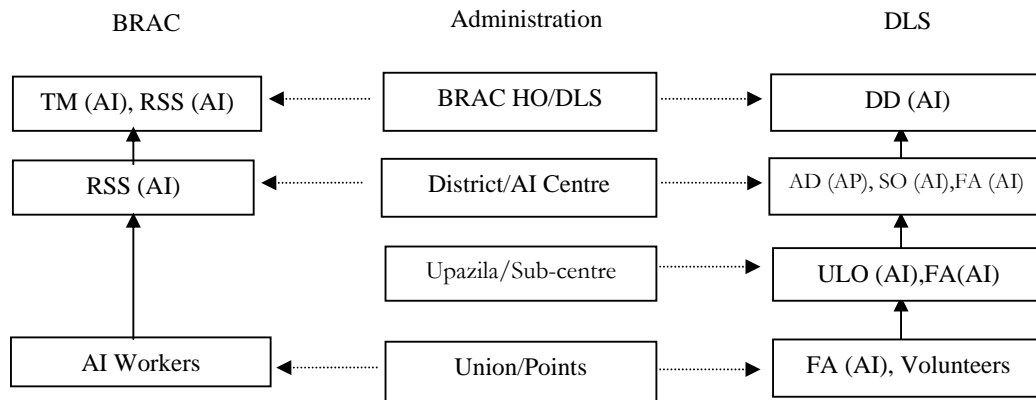 BRAC Administration DLS
TM (AI), RSS (AI) BRAC HO/DLS DD (AI)
RSS (AI) District/AI Centre AD (AP), SO (AI),FA (AI)
Upazila/Sub-centre ULO (AI),FA(AI)
AI Workers Union/Points FA (AI), Volunteers